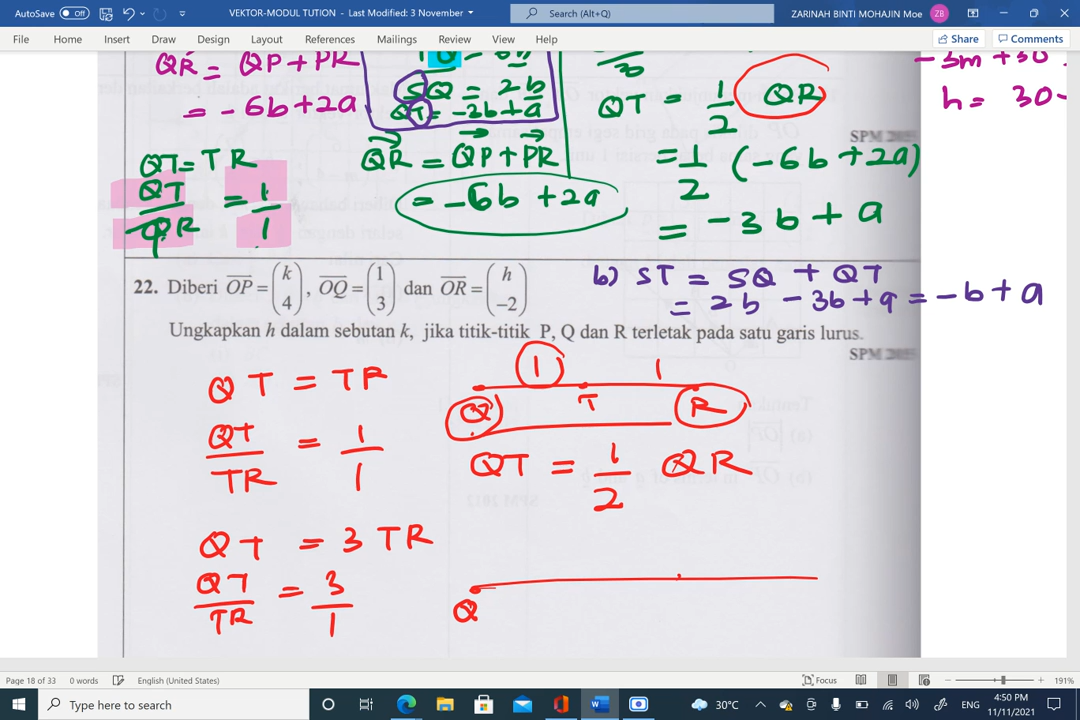 AutoSave Off VEKTOR-MODUL TUTION - Last Modified: 3 November Search (Alt+Q) ZARINAH BINTI MOHAJIN Moe ZB
File Home Insert Draw Design Layout References Mailings Review View Help Share Comments
QR = QP + PR
= -6b + 2a
SQ = 2b
QT = -3b + a
QR = QP + PR
= -6b + 2a
QT = 1/2 QR
= 1/2 (-6b + 2a)
= -3b + a
h = 30-
QT = TR
QT/QR = 1/1
22. Diberi OP = (k 4), OQ = (1 3) dan OR = (h -2)
Ungkapkan h dalam sebutan k, jika titik-titik P, Q dan R terletak pada satu garis lurus.
b) ST = SQ + QT
= 2b - 3b + a = -b + a
QT = TR
QT/TR = 1/1
1 1
Q T R
QT = 1/2 QR
QT = 3 TR
QT/TR = 3/1
Q
Page 18 of 33 0 words English (United States) Focus 191%
Type here to search 30°C ENG 4:50 PM
11/11/2021